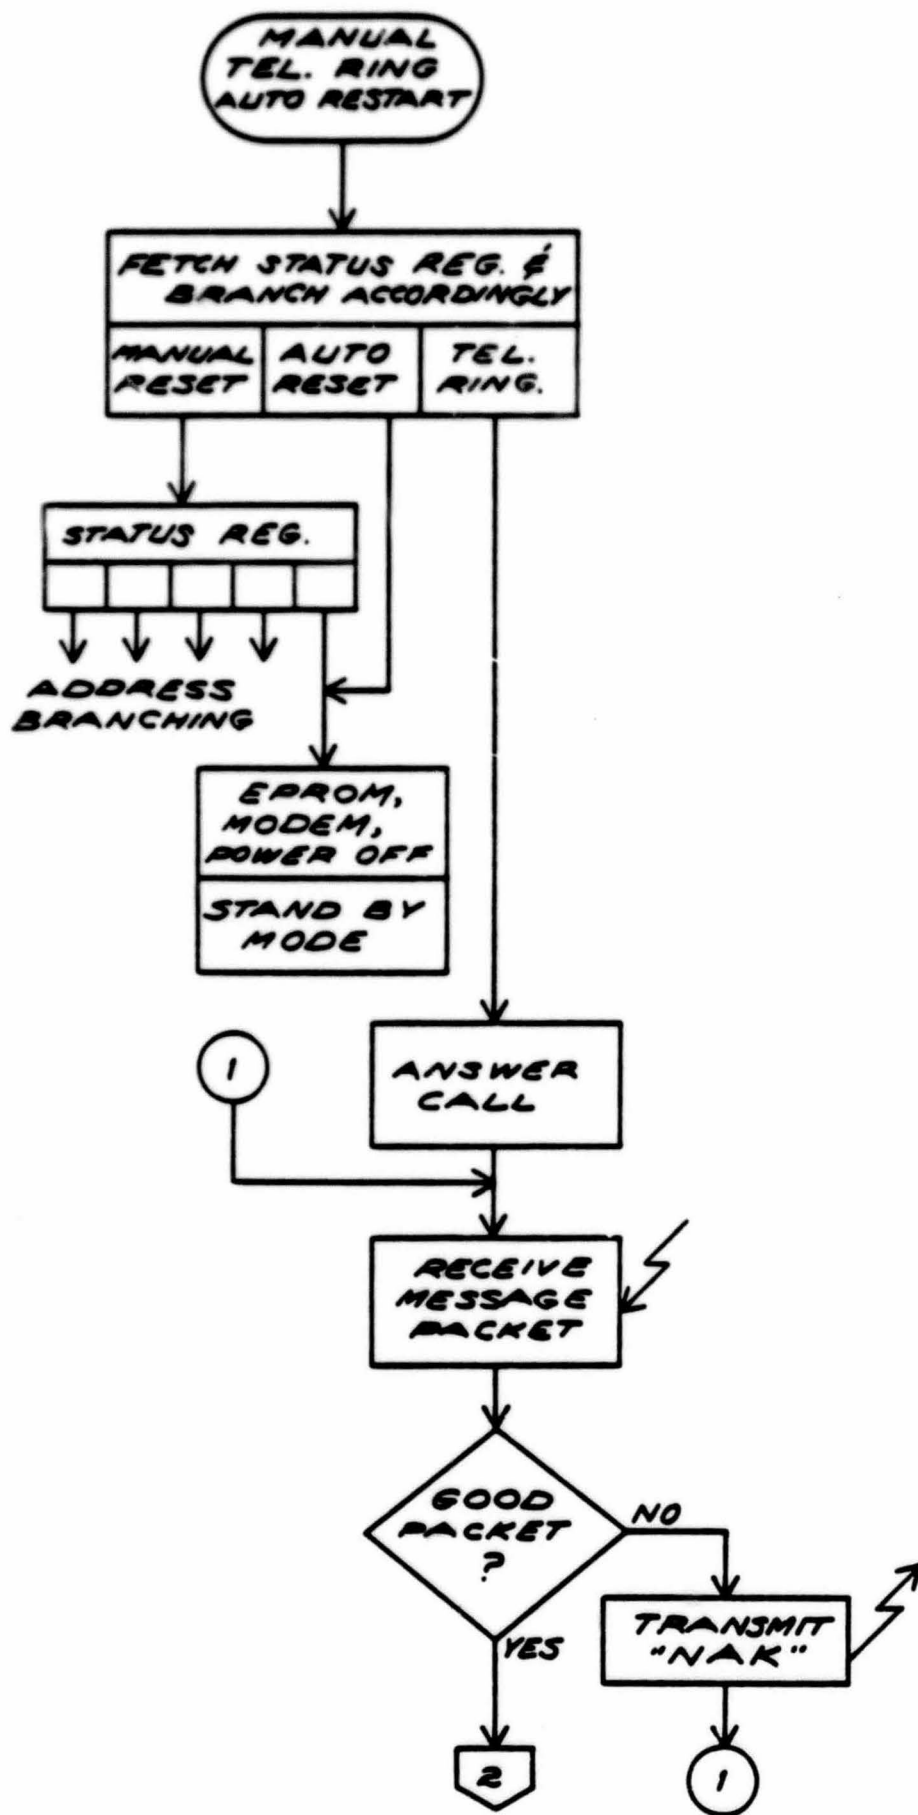 MANUAL
TEL. RING
AUTO RESTART
FETCH STATUS REG. &
BRANCH ACCORDINGLY
MANUAL
RESET
AUTO
RESET
TEL.
RING.
STATUS REG.
ADDRESS
BRANCHING
EPROM,
MODEM,
POWER OFF
STAND BY
MODE
1
ANSWER
CALL
RECEIVE
MESSAGE
PACKET
GOOD
PACKET
?
NO
YES
TRANSMIT
"NAK"
2
1